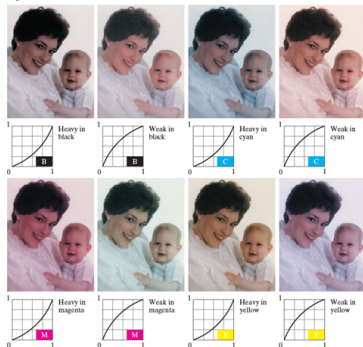 1
Heavy in
black
B
0
1
1
Weak in
black
B
0
1
1
Heavy in
cyan
C
0
1
1
Weak in
cyan
C
0
1
1
Heavy in
magenta
M
0
1
1
Weak in
magenta
M
0
1
1
Heavy in
yellow
Y
0
1
1
Weak in
yellow
Y
0
1